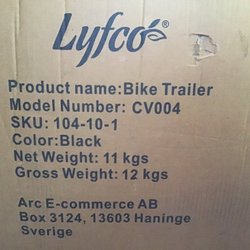 Lyfco
Product name:Bike Trailer
Model Number: CV004
SKU: 104-10-1
Color:Black
Net Weight: 11 kgs
Gross Weight: 12 kgs
Arc E-commerce AB
Box 3124, 13603 Haninge
Sverige